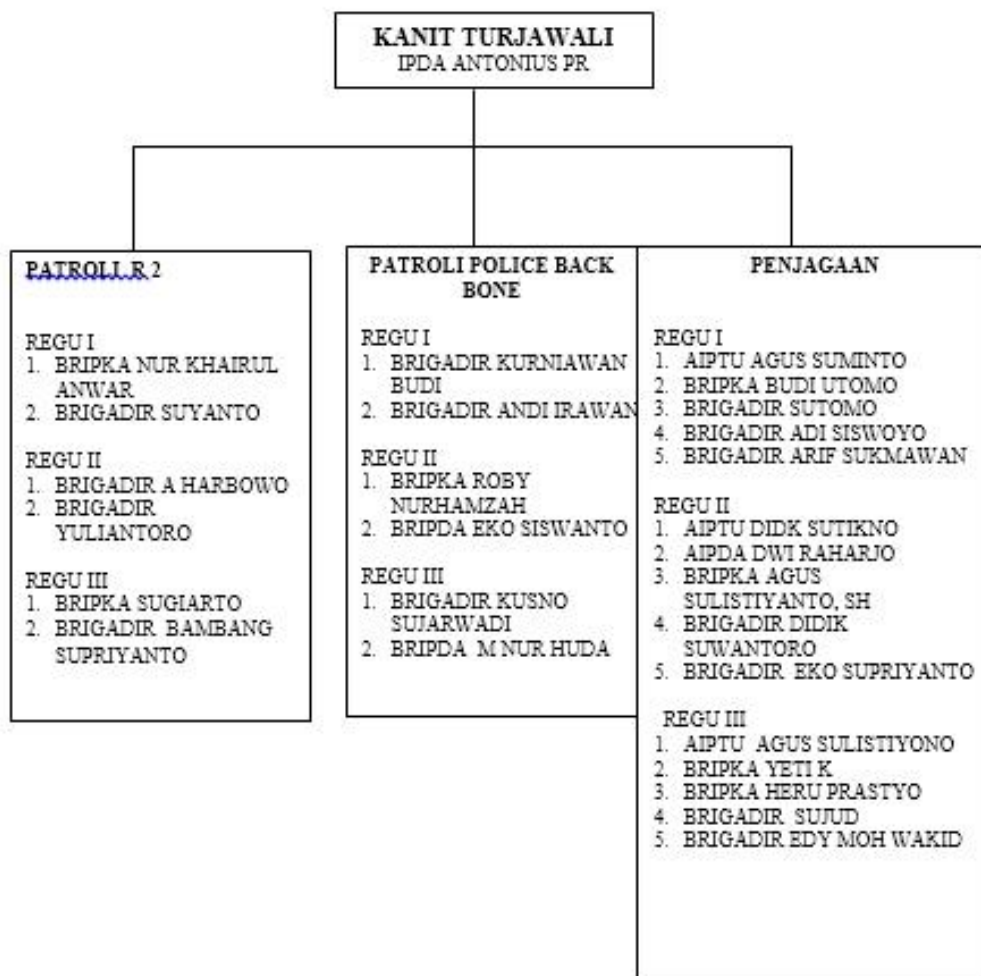 KANIT TURJAWALI
IPDA ANTONIUS PR
PATROLI R 2
REGU I
1. BRIPKA NUR KHAIRUL
ANWAR
2. BRIGADIR SUYANTO
REGU II
1. BRIGADIR A HARBOWO
2. BRIGADIR
YULIANTORO
REGU III
1. BRIPKA SUGIARTO
2. BRIGADIR BAMBANG
SUPRIYANTO
PATROLI POLICE BACK
BONE
REGU I
1. BRIGADIR KURNIAWAN
BUDI
2. BRIGADIR ANDI IRAWAN
REGU II
1. BRIPKA ROBY
NURHAMZAH
2. BRIPDA EKO SISWANTO
REGU III
1. BRIGADIR KUSNO
SUJARWADI
2. BRIPDA M NUR HUDA
PENJAGAAN
REGU I
1. AIPTU AGUS SUMINTO
2. BRIPKA BUDI UTOMO
3. BRIGADIR SUTOMO
4. BRIGADIR ADI SISWOYO
5. BRIGADIR ARIF SUKMAWAN
REGU II
1. AIPTU DIDK SUTIKNO
2. AIPDA DWI RAHARJO
3. BRIPKA AGUS
SULISTIYANTO, SH
4. BRIGADIR DIDIK
SUWANTORO
5. BRIGADIR EKO SUPRIYANTO
REGU III
1. AIPTU AGUS SULISTIYONO
2. BRIPKA YETI K
3. BRIPKA HERU PRASTYO
4. BRIGADIR SUJUD
5. BRIGADIR EDY MOH WAKID